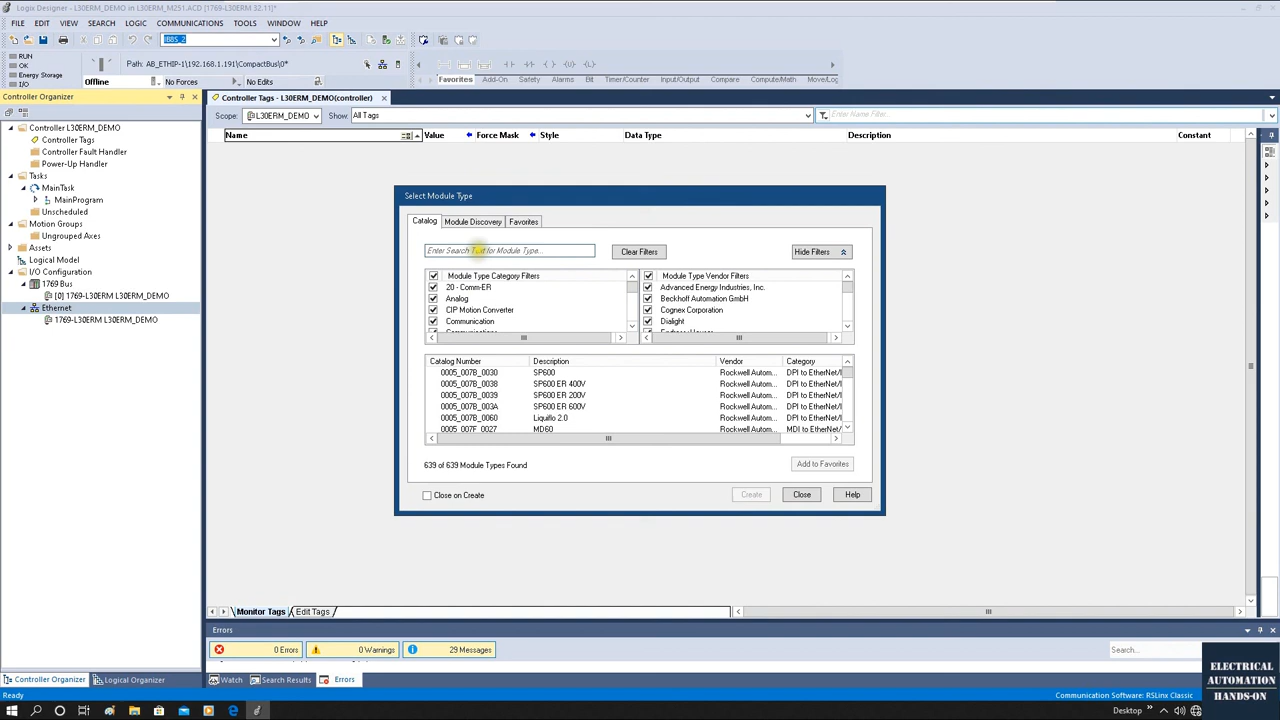 Logix Designer - L30ERM_DEMO in L30ERM_M251.ACD [1769-L30ERM 32.11]*
FILE EDIT VIEW SEARCH LOGIC COMMUNICATIONS TOOLS WINDOW HELP
IBBS_2
RUN
OK
Energy Storage
I/O
Path: AB_ETHIP-1\192.168.1.191\CompactBus\0*
Offline
No Forces
No Edits
Favorites Add-On Safety Alarms Bit Timer/Counter Input/Output Compare Compute/Math Move/Log
Controller Organizer
Controller L30ERM_DEMO
Controller Tags
Controller Fault Handler
Power-Up Handler
Tasks
MainTask
MainProgram
Unscheduled
Motion Groups
Ungrouped Axes
Assets
Logical Model
I/O Configuration
1769 Bus
[0] 1769-L30ERM L30ERM_DEMO
Ethernet
1769-L30ERM L30ERM_DEMO
Controller Tags - L30ERM_DEMO(controller)
Scope: L30ERM_DEMO Show: All Tags
Enter Name Filter...
Name Value Force Mask Style Data Type Description Constant
Select Module Type
Catalog Module Discovery Favorites
Enter Search Text for Module Type...
Clear Filters
Hide Filters
Module Type Category Filters
20 - Comm-ER
Analog
CIP Motion Converter
Communication
Module Type Vendor Filters
Advanced Energy Industries, Inc.
Beckhoff Automation GmbH
Cognex Corporation
Dialight
Catalog Number Description Vendor Category
0005_007B_0030 SP600 Rockwell Autom... DPI to EtherNet/I
0005_007B_0038 SP600 ER 400V Rockwell Autom... DPI to EtherNet/I
0005_007B_0039 SP600 ER 200V Rockwell Autom... DPI to EtherNet/I
0005_007B_003A SP600 ER 600V Rockwell Autom... DPI to EtherNet/I
0005_007B_0060 Liquiflo 2.0 Rockwell Autom... DPI to EtherNet/I
0005_007F_0027 MD60 Rockwell Autom... MDI to EtherNet/
639 of 639 Module Types Found
Add to Favorites
Close on Create
Create Close Help
Monitor Tags Edit Tags
Errors
0 Errors 0 Warnings 29 Messages
Search...
Controller Organizer Logical Organizer
Watch Search Results Errors
Ready
Communication Software: RSLinx Classic
ELECTRICAL
AUTOMATION
HANDS-ON
Desktop